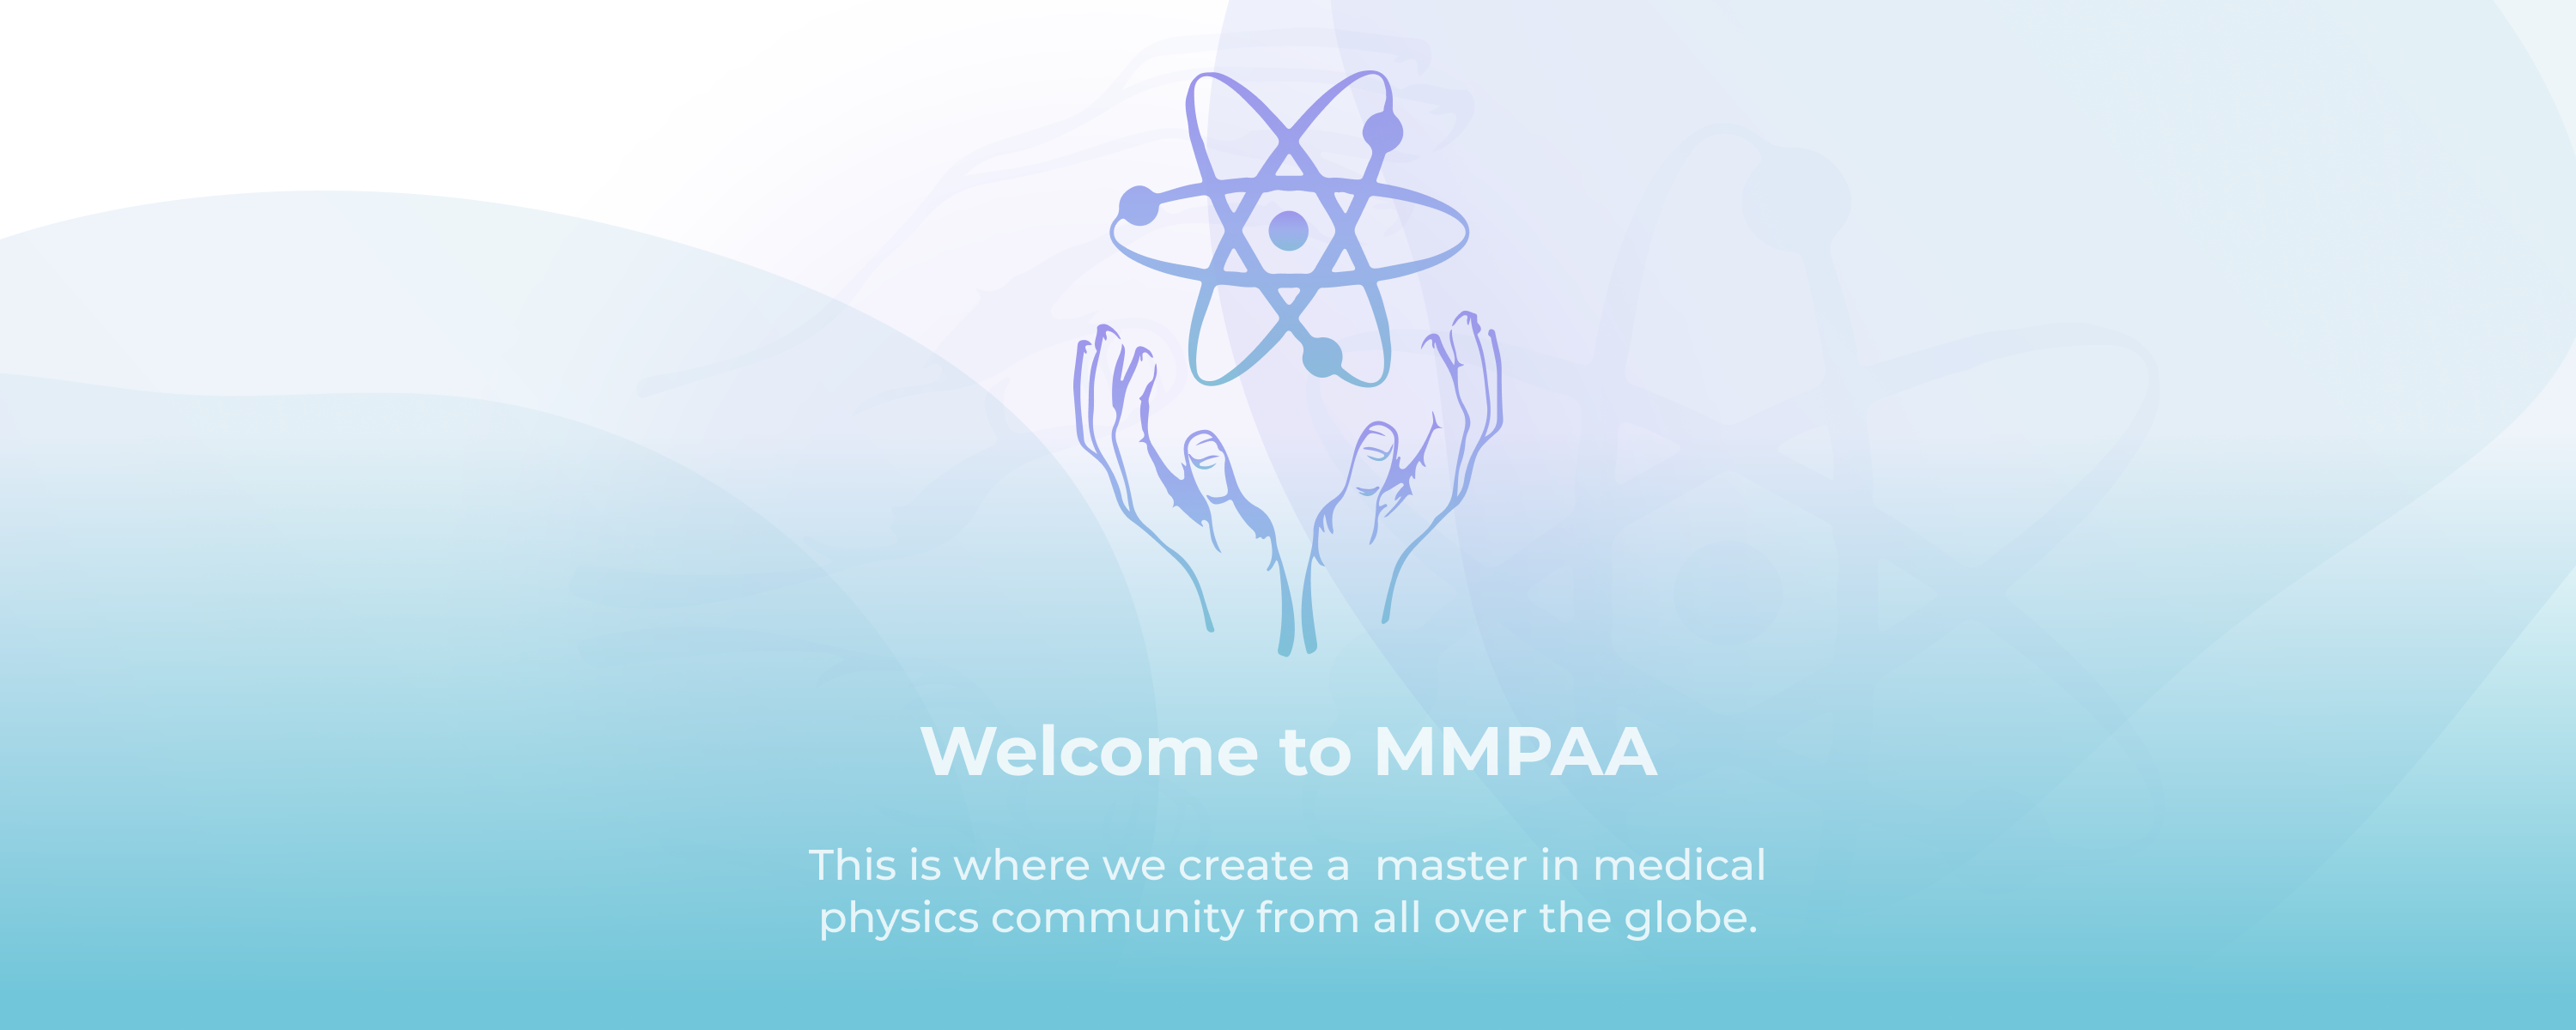 Welcome to MMPAA
This is where we create a  master in medical
physics community from all over the globe.